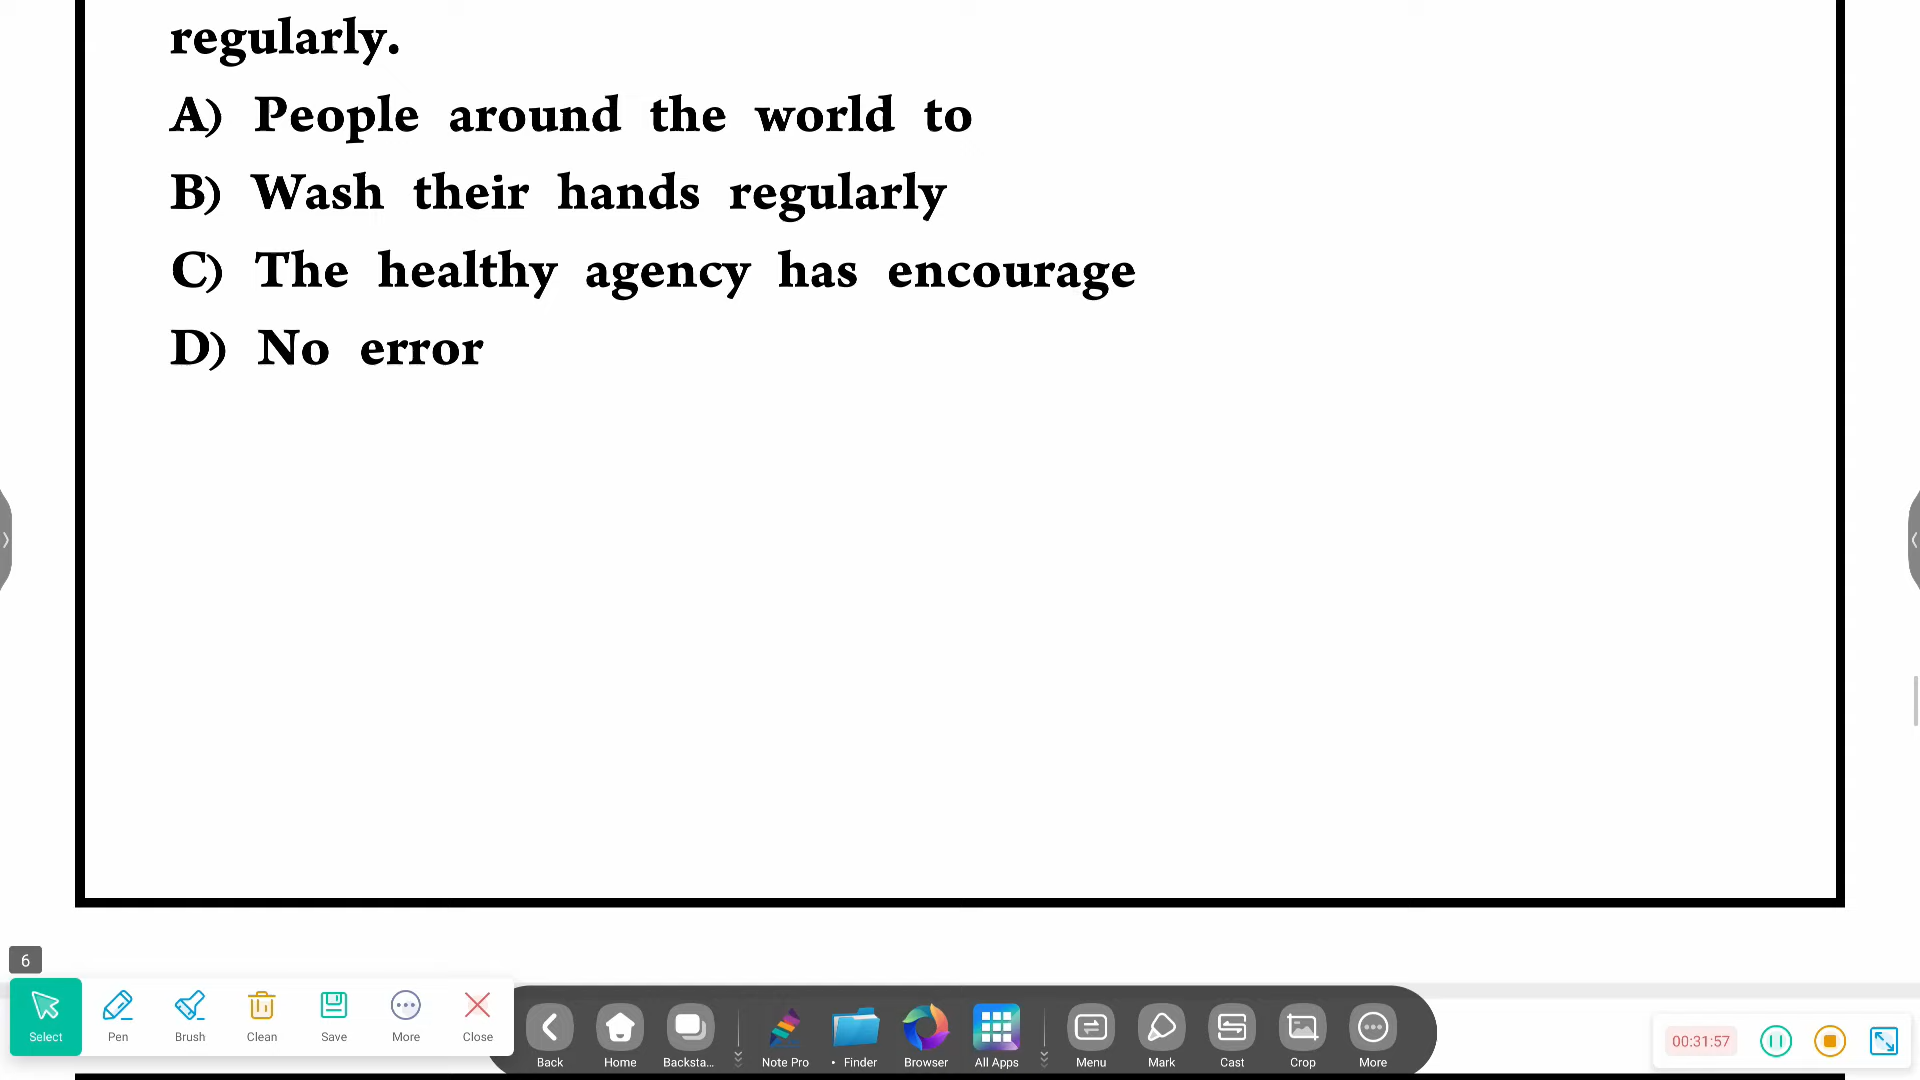 regularly.
A) People around the world to
B) Wash their hands regularly
C) The healthy agency has encourage
D) No error
6
Select Pen Brush Clean Save More Close
Back Home Backsta... Note Pro • Finder Browser All Apps Menu Mark Cast Crop More
00:31:57